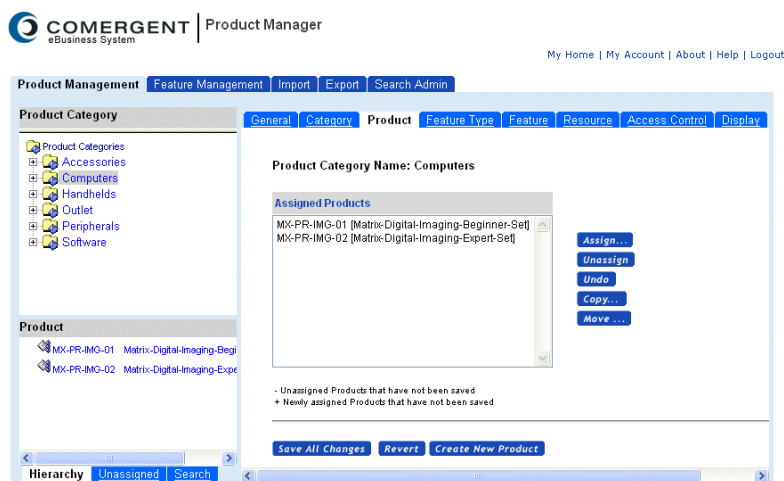 COMERGENT
eBusiness System
Product Manager
My Home | My Account | About | Help | Logout
Product Management Feature Management Import Export Search Admin
Product Category
Product Categories
Accessories
Computers
Handhelds
Outlet
Peripherals
Software
Product
MX-PR-IMG-01 Matrix-Digital-Imaging-Begi
MX-PR-IMG-02 Matrix-Digital-Imaging-Expe
Hierarchy Unassigned Search
General Category Product Feature Type Feature Resource Access Control Display
Product Category Name: Computers
Assigned Products
MX-PR-IMG-01 [Matrix-Digital-Imaging-Beginner-Set]
MX-PR-IMG-02 [Matrix-Digital-Imaging-Expert-Set]
Assign...
Unassign
Undo
Copy...
Move ...
- Unassigned Products that have not been saved
+ Newly assigned Products that have not been saved
Save All Changes Revert Create New Product